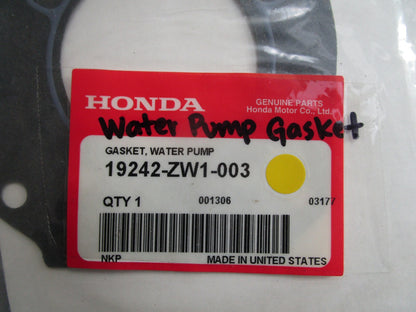 HONDA
GENUINE PARTS
Honda Motor Co., Ltd.
Water Pump Gasket
GASKET, WATER PUMP
19242-ZW1-003
QTY 1 001306 03177
NKP MADE IN UNITED STATES